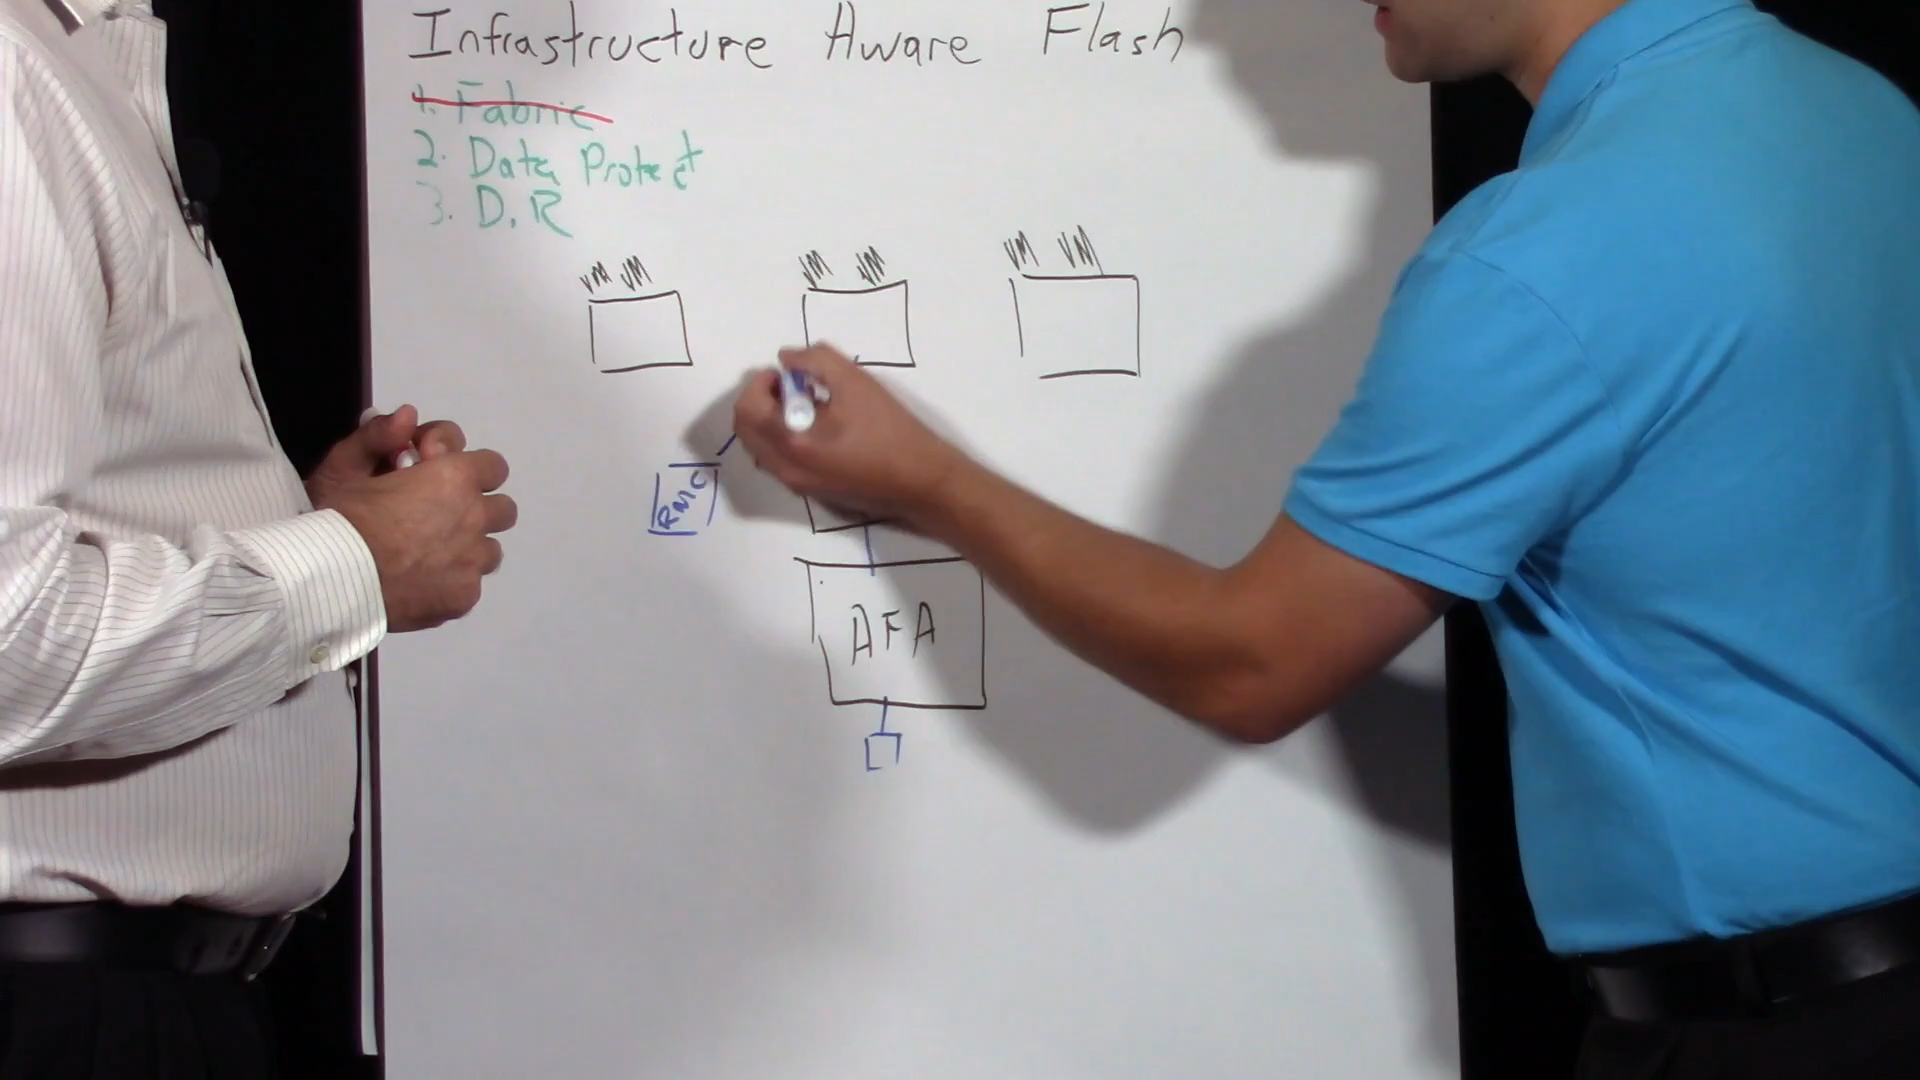 Infrastructure Aware Flash
1. Fabric
2. Data Protect
3. D.R
VM VM VM VM VM VM
RMC
AFA